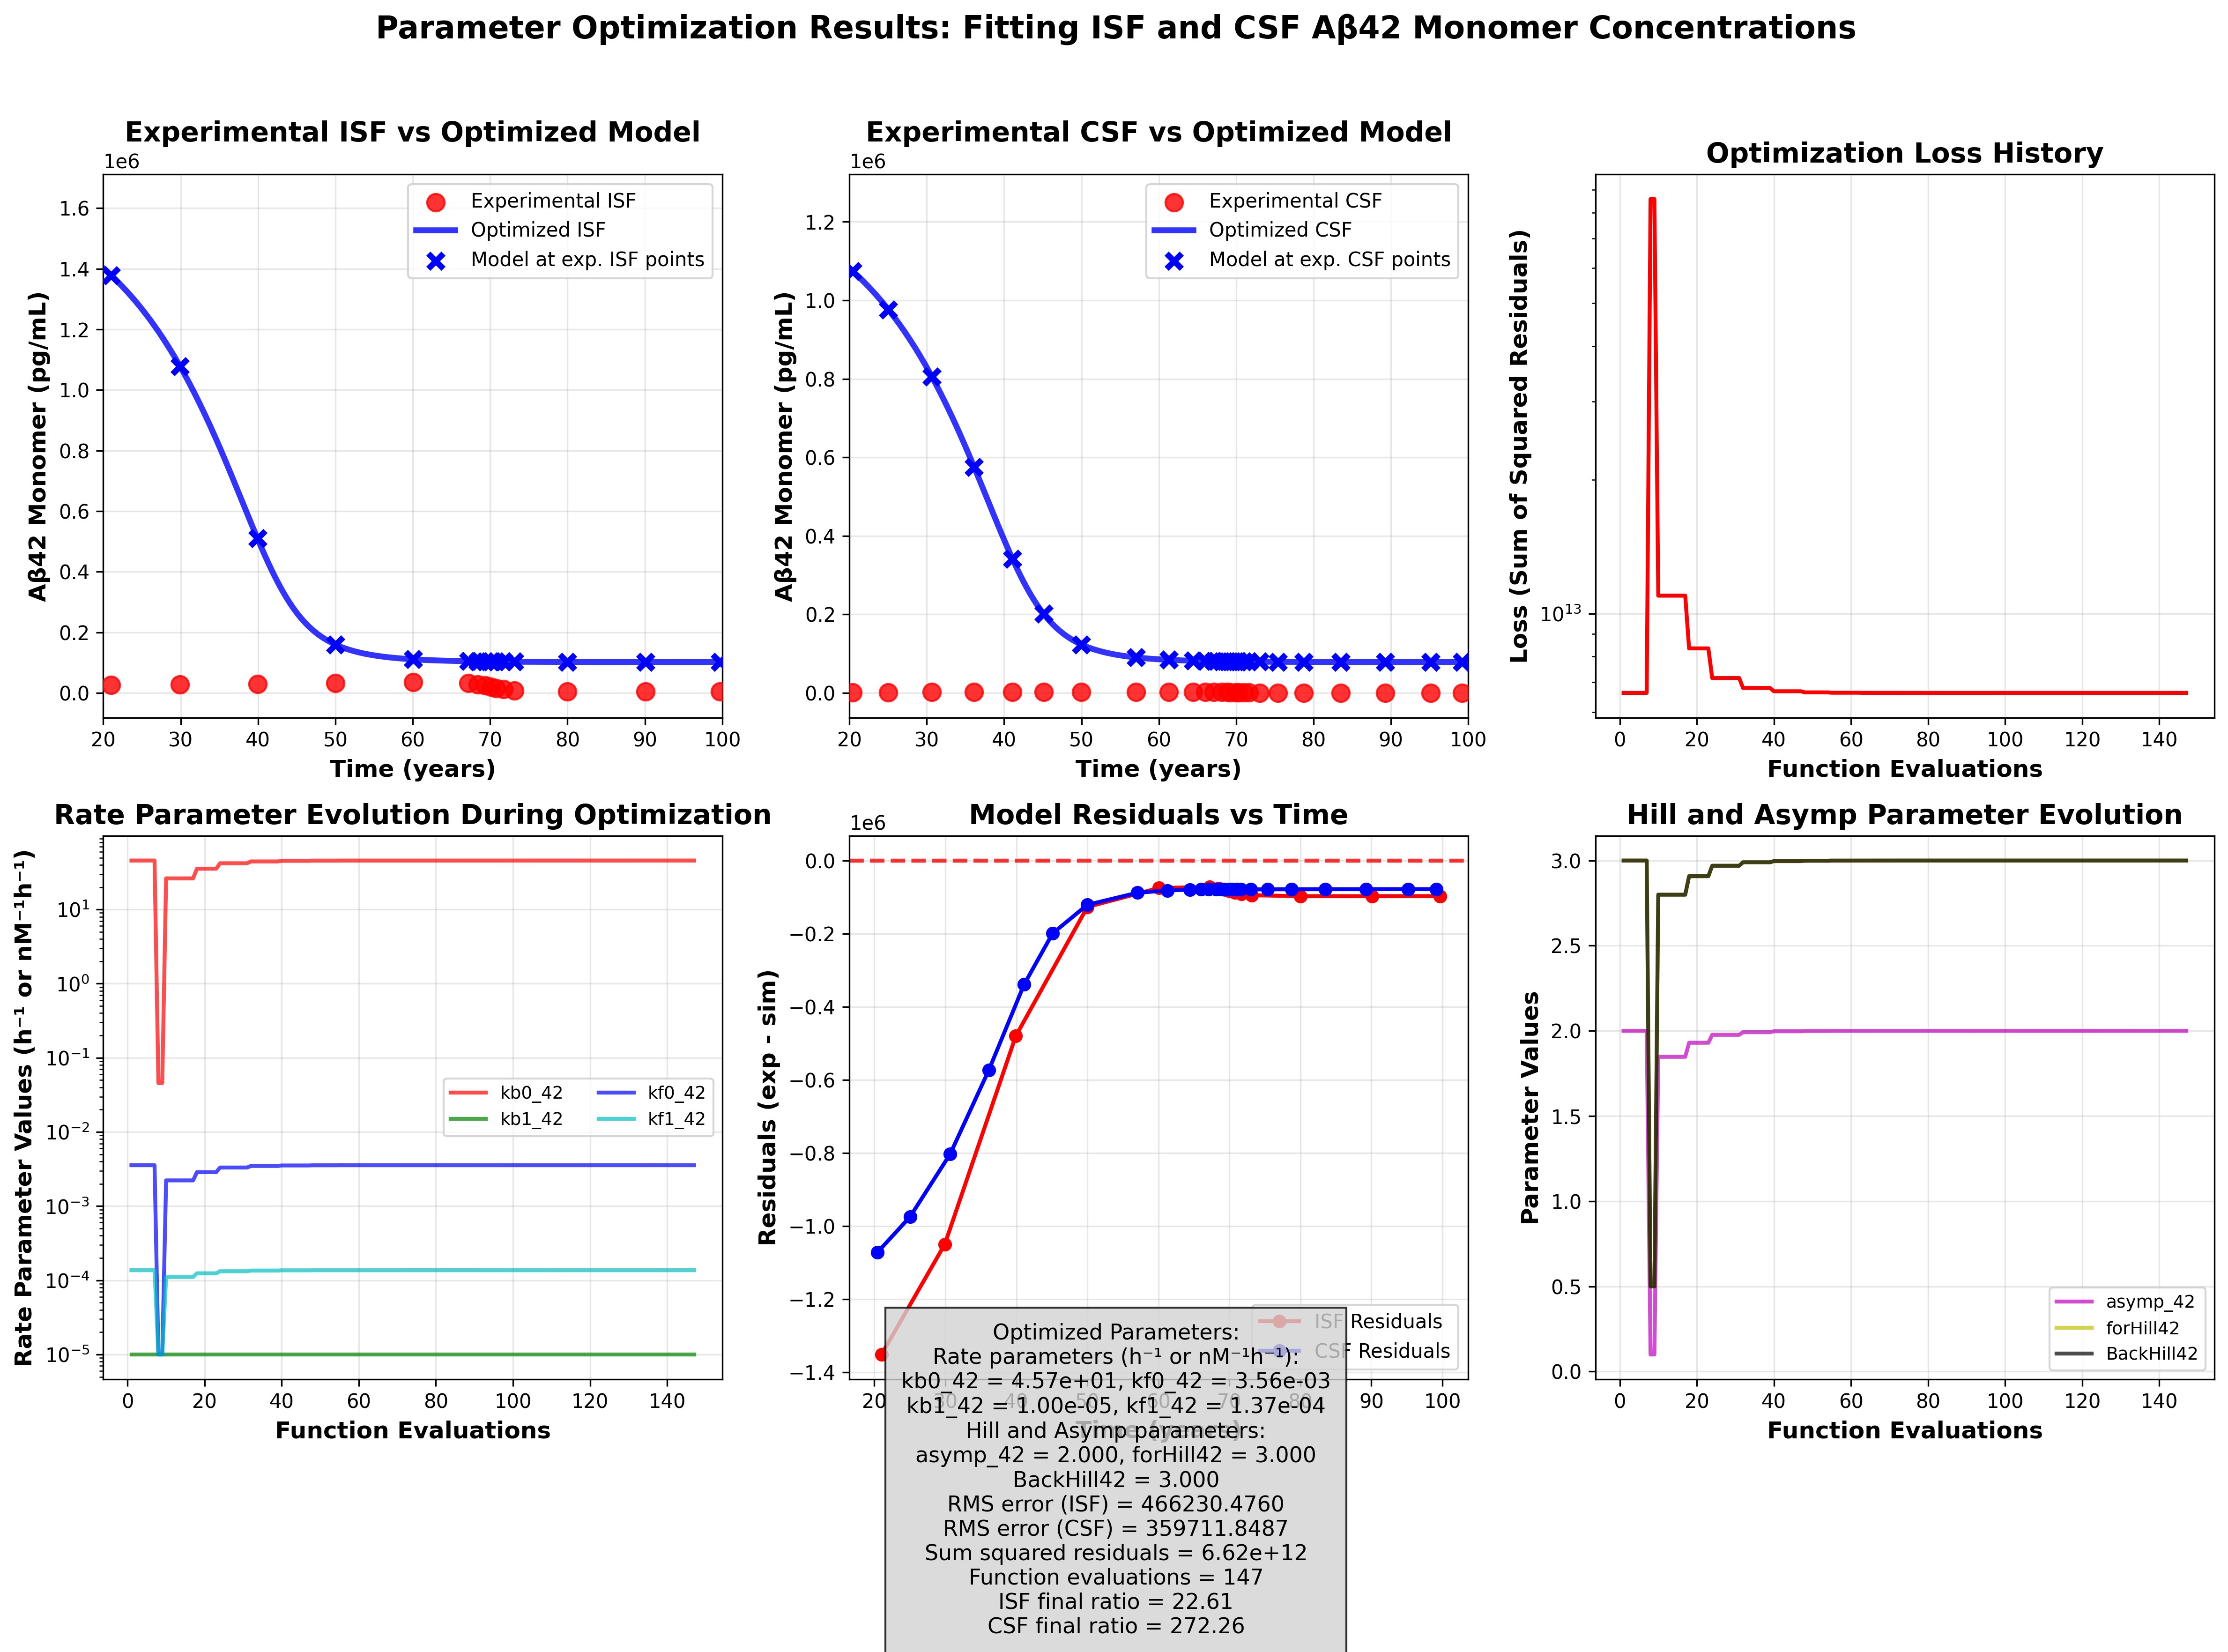 Parameter Optimization Results: Fitting ISF and CSF Aβ42 Monomer Concentrations
Experimental ISF vs Optimized Model
1e6
Aβ42 Monomer (pg/mL)
1.6
1.4
1.2
1.0
0.8
0.6
0.4
0.2
0.0
20 30 40 50 60 70 80 90 100
Time (years)
Experimental ISF
Optimized ISF
Model at exp. ISF points
Experimental CSF vs Optimized Model
1e6
Aβ42 Monomer (pg/mL)
1.2
1.0
0.8
0.6
0.4
0.2
0.0
20 30 40 50 60 70 80 90 100
Time (years)
Experimental CSF
Optimized CSF
Model at exp. CSF points
Optimization Loss History
Loss (Sum of Squared Residuals)
10¹³
0 20 40 60 80 100 120 140
Function Evaluations
Rate Parameter Evolution During Optimization
Rate Parameter Values (h⁻¹ or nM⁻¹h⁻¹)
10¹
10⁰
10⁻¹
10⁻²
10⁻³
10⁻⁴
10⁻⁵
0 20 40 60 80 100 120 140
Function Evaluations
kb0_42 kf0_42
kb1_42 kf1_42
Model Residuals vs Time
1e6
Residuals (exp - sim)
0.0
−0.2
−0.4
−0.6
−0.8
−1.0
−1.2
−1.4
20 30 40 50 60 70 80 90 100
Time (years)
ISF Residuals
CSF Residuals
Hill and Asymp Parameter Evolution
Parameter Values
3.0
2.5
2.0
1.5
1.0
0.5
0.0
0 20 40 60 80 100 120 140
Function Evaluations
asymp_42
forHill42
BackHill42
Optimized Parameters:
Rate parameters (h⁻¹ or nM⁻¹h⁻¹):
kb0_42 = 4.57e+01, kf0_42 = 3.56e-03
kb1_42 = 1.00e-05, kf1_42 = 1.37e-04
Hill and Asymp parameters:
asymp_42 = 2.000, forHill42 = 3.000
BackHill42 = 3.000
RMS error (ISF) = 466230.4760
RMS error (CSF) = 359711.8487
Sum squared residuals = 6.62e+12
Function evaluations = 147
ISF final ratio = 22.61
CSF final ratio = 272.26